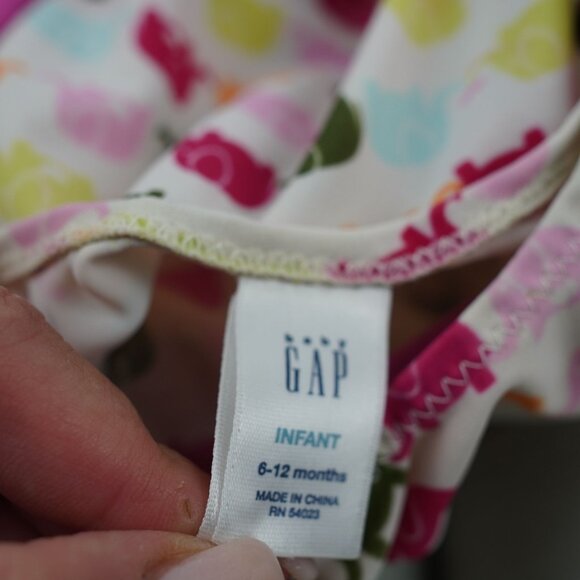 baby
GAP
INFANT
6-12 months
MADE IN CHINA
RN 54023